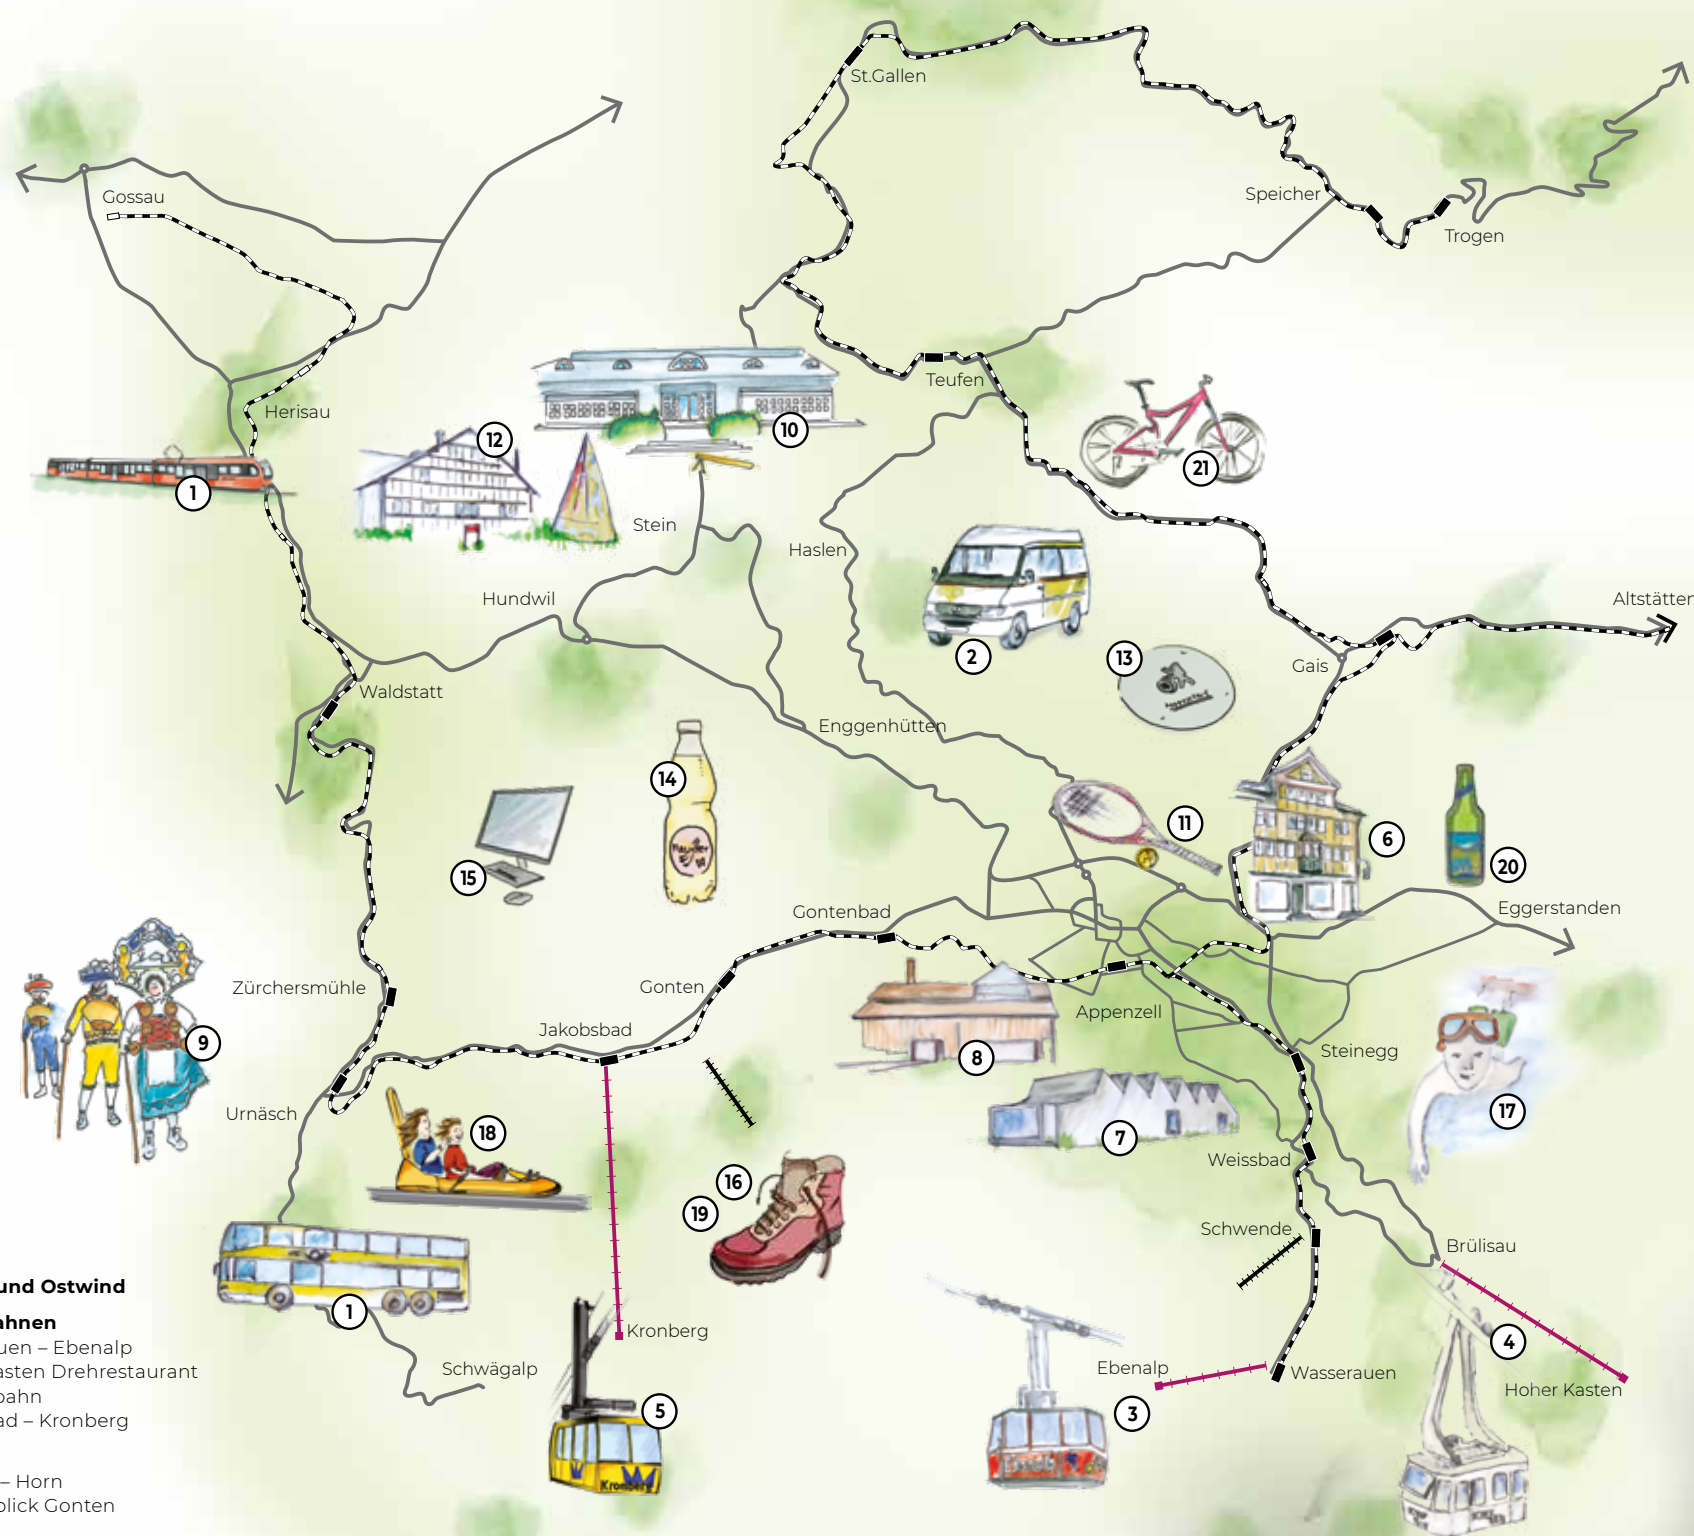 St.Gallen
Gossau
Speicher
Trogen
Teufen
Herisau
12
10
21
1
Stein
Haslen
Hundwil
Altstätten
2
13
Gais
Waldstatt
Enggenhütten
14
11
6
15
20
Gontenbad
Eggerstanden
Zürchersmühle
Gonten
Appenzell
Jakobsbad
9
8
Steinegg
Urnäsch
18
7
17
Weissbad
16
19
Schwende
Brülisau
und Ostwind
1
ahnen
Kronberg
4
uen – Ebenalp
Schwägalp
Ebenalp
Wasserauen
asten Drehrestaurant
Hoher Kasten
bahn
5
3
ad – Kronberg
Kronberg
– Horn
blick Gonten